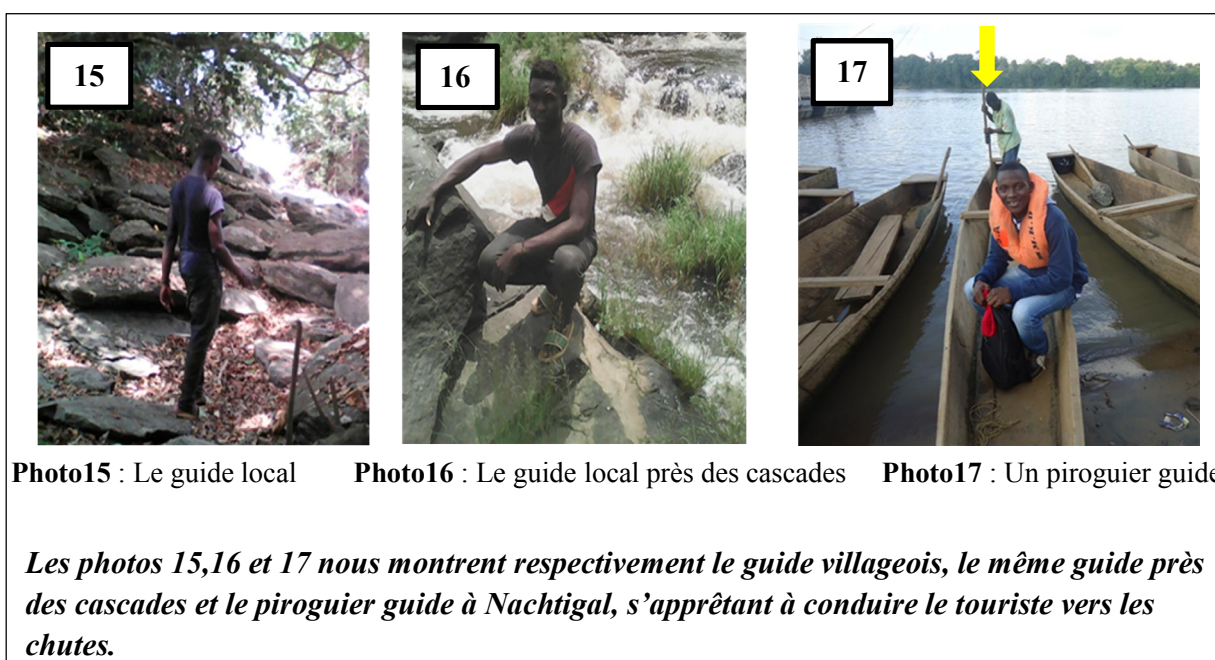 15
16
17
Photo15 : Le guide local Photo16 : Le guide local près des cascades Photo17 : Un piroguier guide
Les photos 15,16 et 17 nous montrent respectivement le guide villageois, le même guide près
des cascades et le piroguier guide à Nachtigal, s'apprêtant à conduire le touriste vers les
chutes.